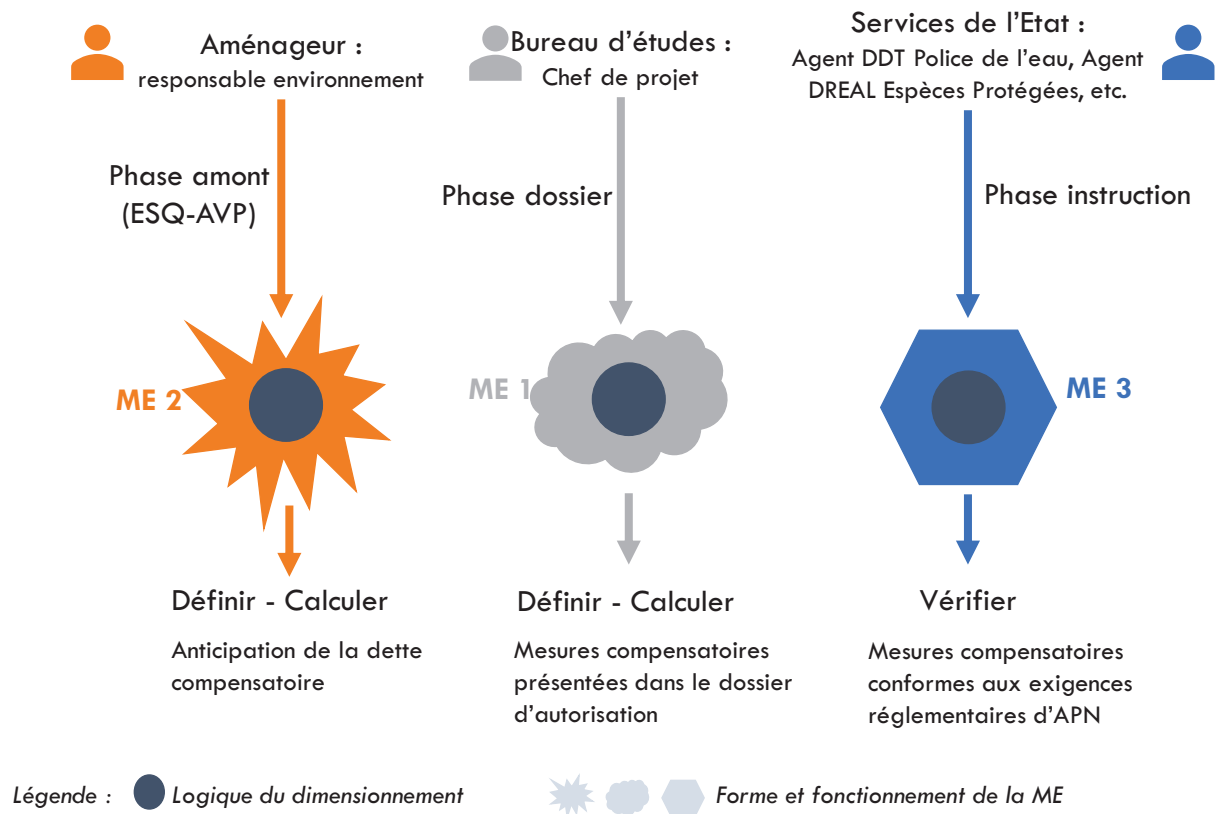 Aménageur :
responsable environnement
Phase amont
(ESQ-AVP)
ME 2
Définir - Calculer
Anticipation de la dette
compensatoire
Bureau d’études :
Chef de projet
Phase dossier
ME 1
Définir - Calculer
Mesures compensatoires
présentées dans le dossier
d’autorisation
Services de l’Etat :
Agent DDT Police de l’eau, Agent
DREAL Espèces Protégées, etc.
Phase instruction
ME 3
Vérifier
Mesures compensatoires
conformes aux exigences
réglementaires d’APN
Légende :
Logique du dimensionnement
Forme et fonctionnement de la ME